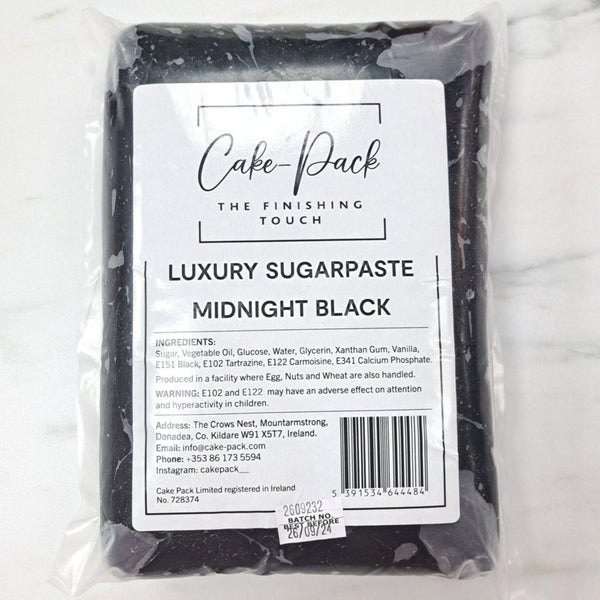 Cake-Pack
THE FINISHING
TOUCH
LUXURY SUGARPASTE
MIDNIGHT BLACK
INGREDIENTS:
Sugar, Vegetable Oil, Glucose, Water, Glycerin, Xanthan Gum, Vanilla,
E151 Black, E102 Tartrazine, E122 Carmoisine, E341 Calcium Phosphate.
Produced in a facility where Egg, Nuts and Wheat are also handled.
WARNING: E102 and E122 may have an adverse effect on attention
and hyperactivity in children.
Address: The Crows Nest, Mountarmstrong,
Donadea, Co. Kildare W91 X5T7, Ireland.
Email: info@cake-pack.com
Phone: +353 86 173 5594
Instagram: cakepack__
Cake Pack Limited registered in Ireland
No. 728374
5 391534 644484
2609232
BATCH NO.
BEST BEFORE
26/09/24